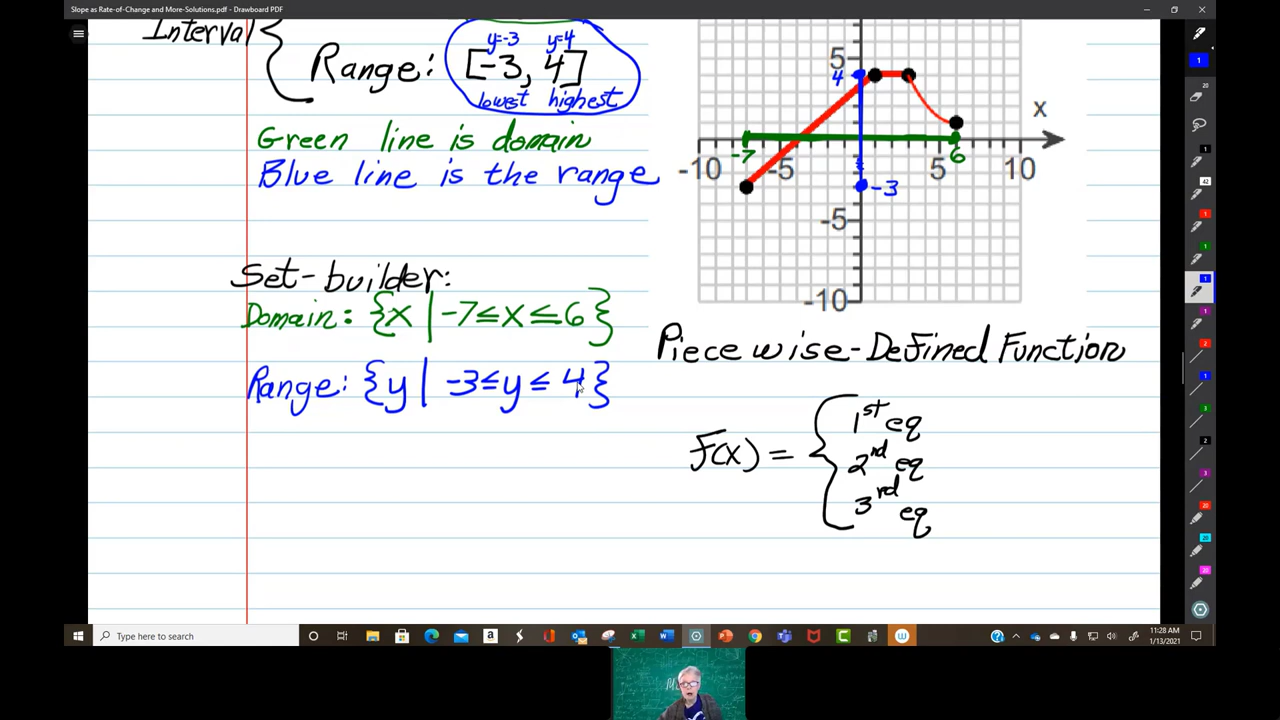 Slope as Rate-of-Change and More-Solutions.pdf - Drawboard PDF
Interval
y=-3 y=4
Range: [-3, 4]
lowest highest
Green line is domain
Blue line is the range
5
4
x
-10 -7 -5 5 6 10
-3
-5
-10
Set-builder:
Domain: {x | -7≤x≤6}
Range: {y | -3≤y≤4}
Piecewise-Defined Function
f(x) = { 1st eq
2rd eq
3rd eq
Type here to search
11:28 AM
1/13/2021